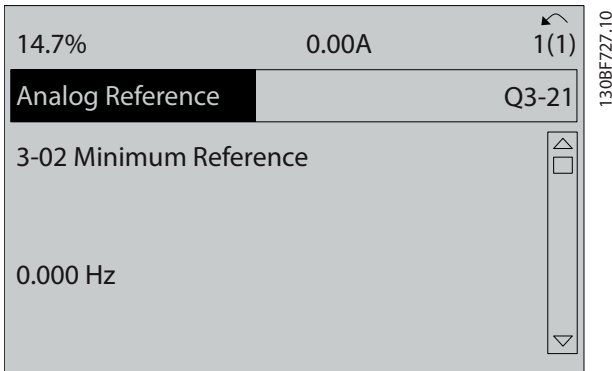 14.7% 0.00A 1(1)
Analog Reference Q3-21
3-02 Minimum Reference
0.000 Hz
130BF727.10